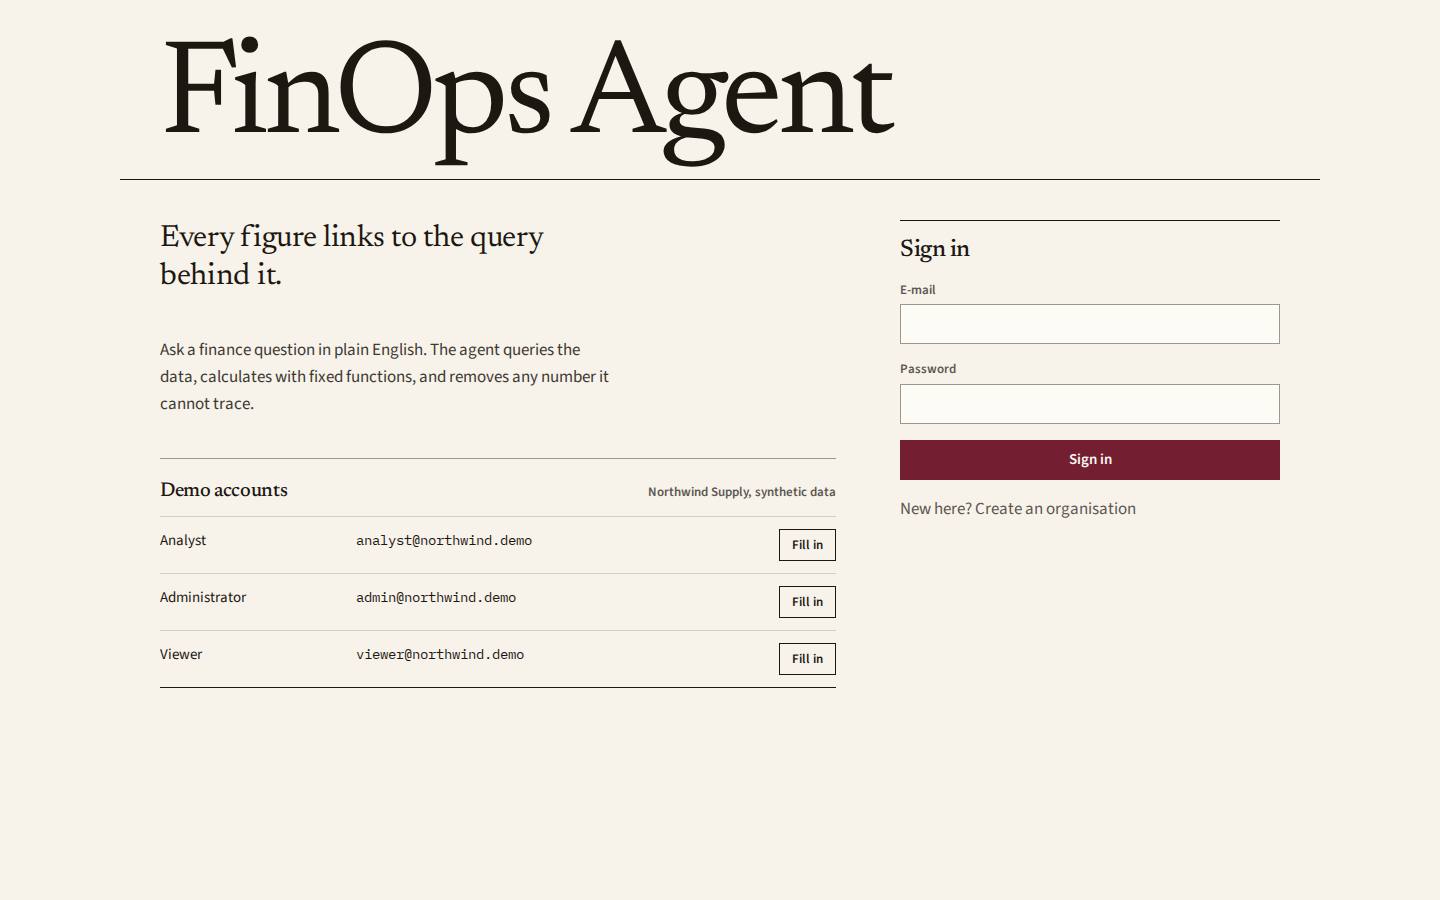 FinOps Agent
Every figure links to the query
behind it.
Ask a finance question in plain English. The agent queries the
data, calculates with fixed functions, and removes any number it
cannot trace.
Demo accounts
Northwind Supply, synthetic data
Analyst
analyst@northwind.demo
Fill in
Administrator
admin@northwind.demo
Fill in
Viewer
viewer@northwind.demo
Fill in
Sign in
E-mail
Password
Sign in
New here? Create an organisation